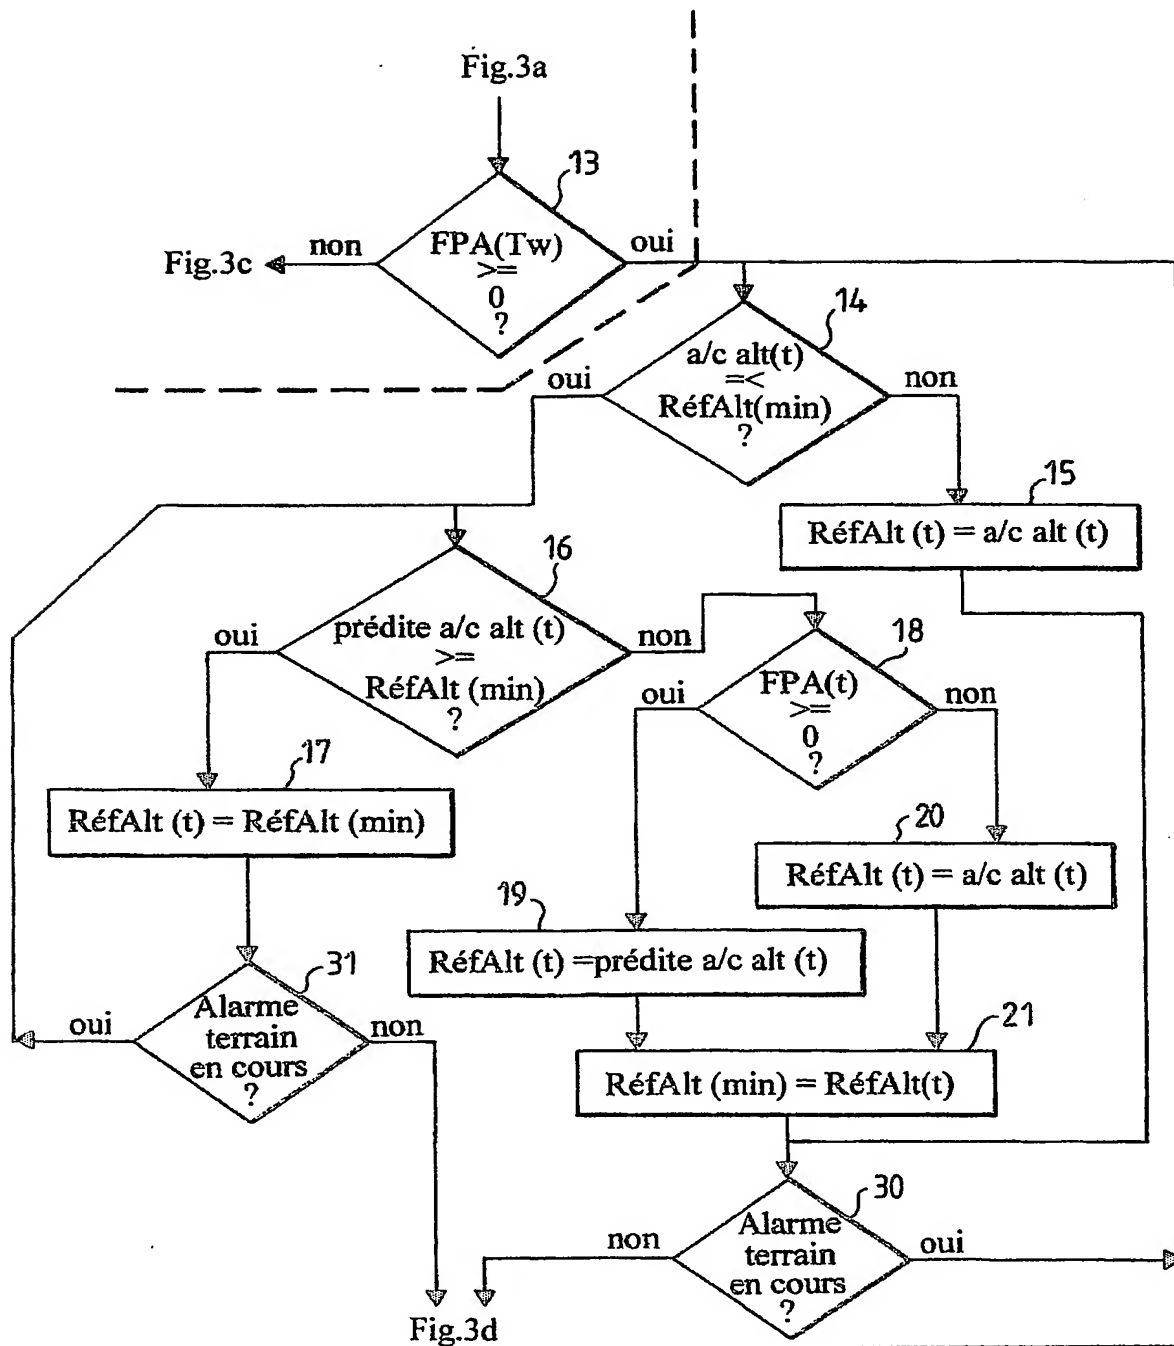 Fig.3a
13
FPA(Tw)
>=
0
?
non
oui
Fig.3c
14
a/c alt(t)
=<
RéfAlt(min)
?
oui
non
15
RéfAlt (t) = a/c alt (t)
16
prédite a/c alt (t)
>=
RéfAlt (min)
?
oui
non
18
FPA(t)
>=
0
?
oui
non
17
RéfAlt (t) = RéfAlt (min)
20
RéfAlt (t) = a/c alt (t)
19
RéfAlt (t) =prédite a/c alt (t)
31
Alarme
terrain
en cours
?
oui
non
21
RéfAlt (min) = RéfAlt(t)
30
Alarme
terrain
en cours
?
non
oui
Fig.3d